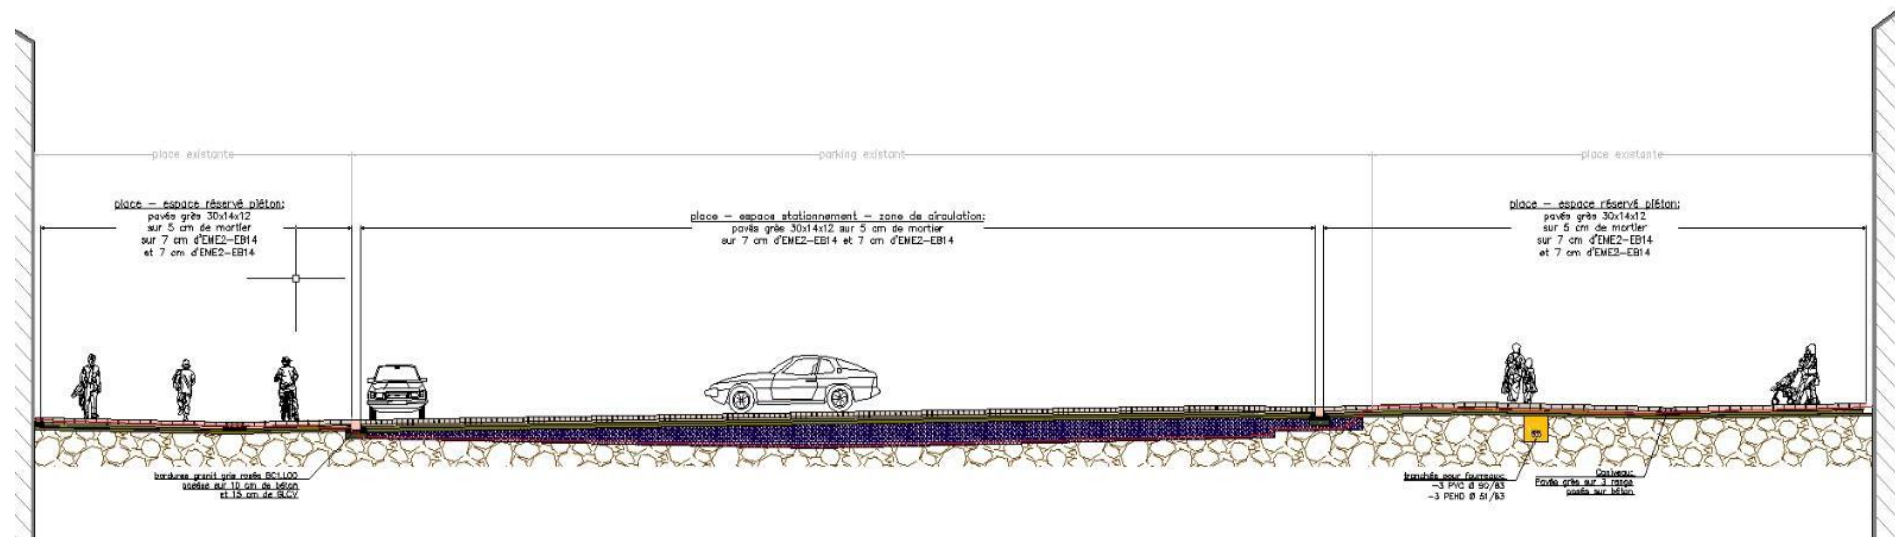 place existante
parking existant
place existante
place – espace réservé piéton:
pavés grès 30x14x12
sur 5 cm de mortier
sur 7 cm d'EME2-EB14
et 7 cm d'EME2-EB14
place – espace stationnement – zone de circulation:
pavés grès 30x14x12 sur 5 cm de mortier
sur 7 cm d'EME2-EB14 et 7 cm d'EME2-EB14
place – espace réservé piéton:
pavés grès 30x14x12
sur 5 cm de mortier
sur 7 cm d'EME2-EB14
et 7 cm d'EME2-EB14
bordures granit gris
posées sur 10 cm de béton
et 15 cm de
tranchée pour fourreaux:
-3 PVC Ø
-3 PEHD Ø
Caniveau:
Pavés grès sur 3 rangs
posés sur béton